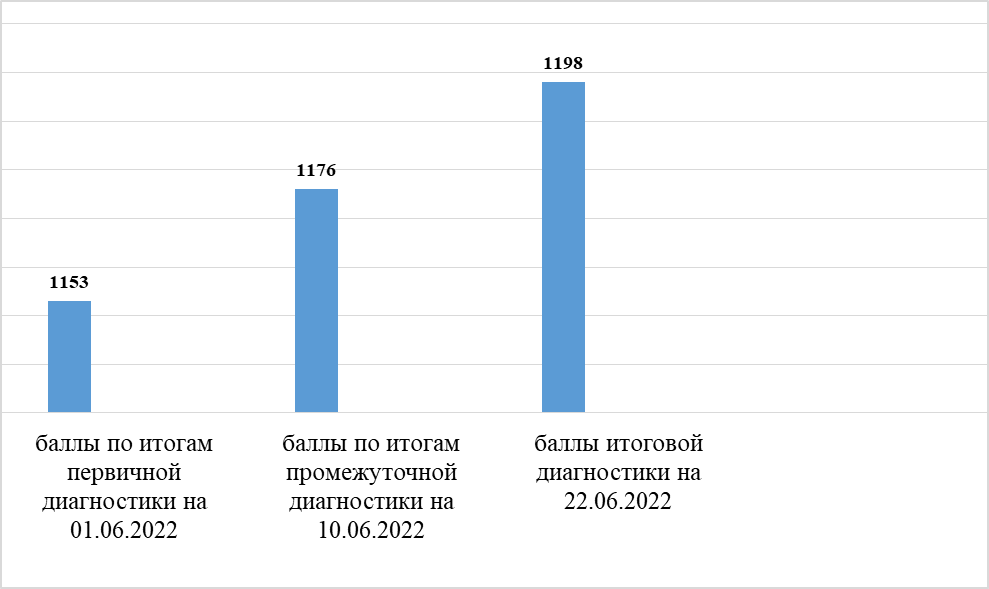 1198
1176
1153
баллы по итогам
первичной
диагностики на
01.06.2022
баллы по итогам
промежуточной
диагностики на
10.06.2022
баллы итоговой
диагностики на
22.06.2022